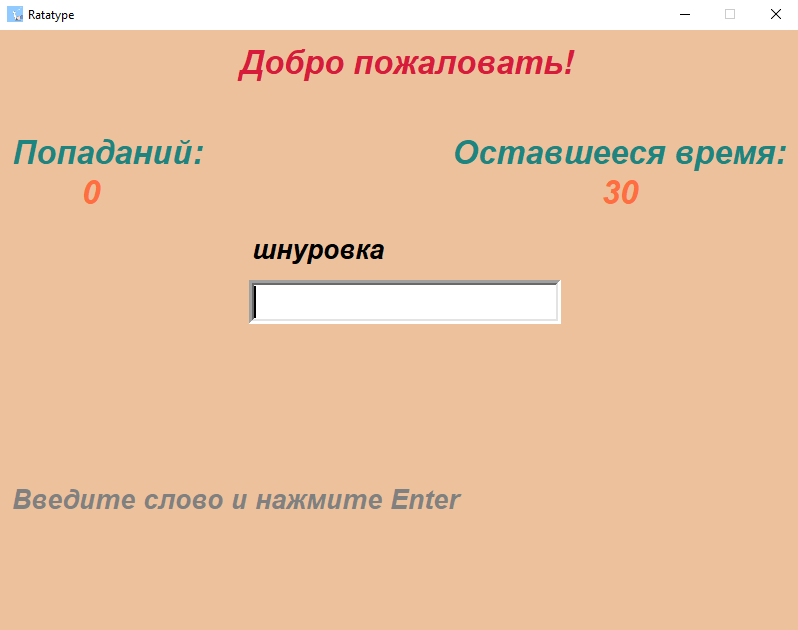 Ratatype
Добро пожаловать!
Попаданий:
Оставшееся время:
0
30
шнуровка
Введите слово и нажмите Enter